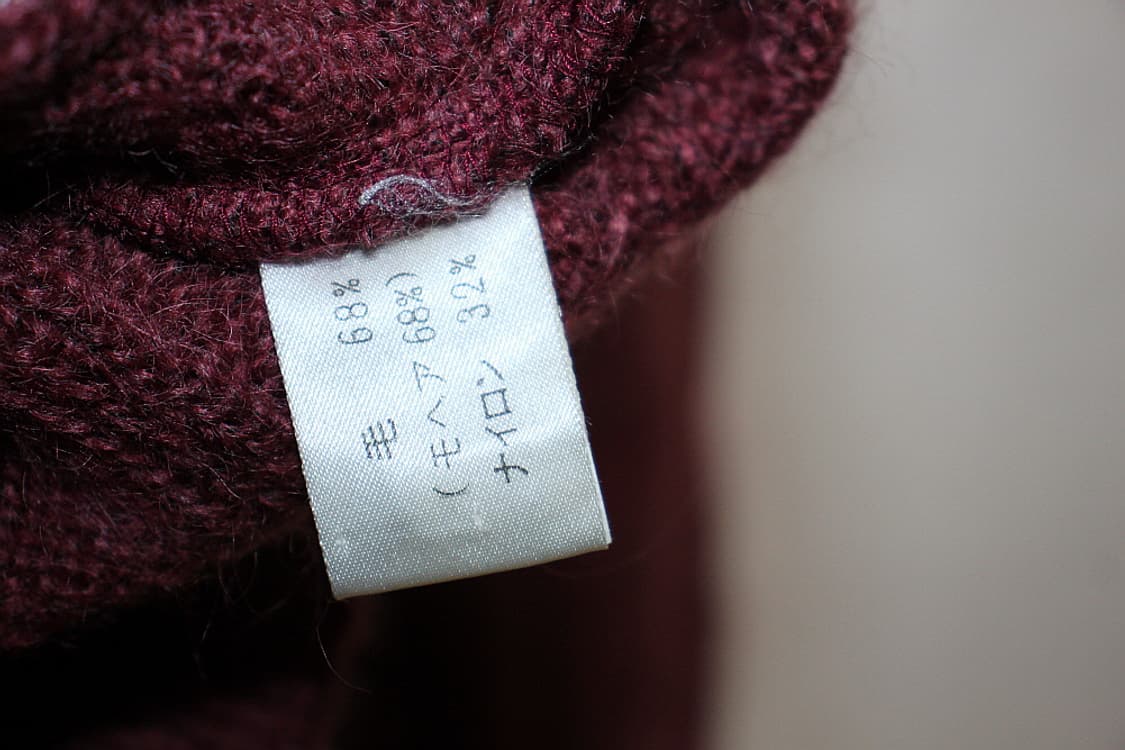 毛 68%
(モヘア 68%)
ナイロン 32%